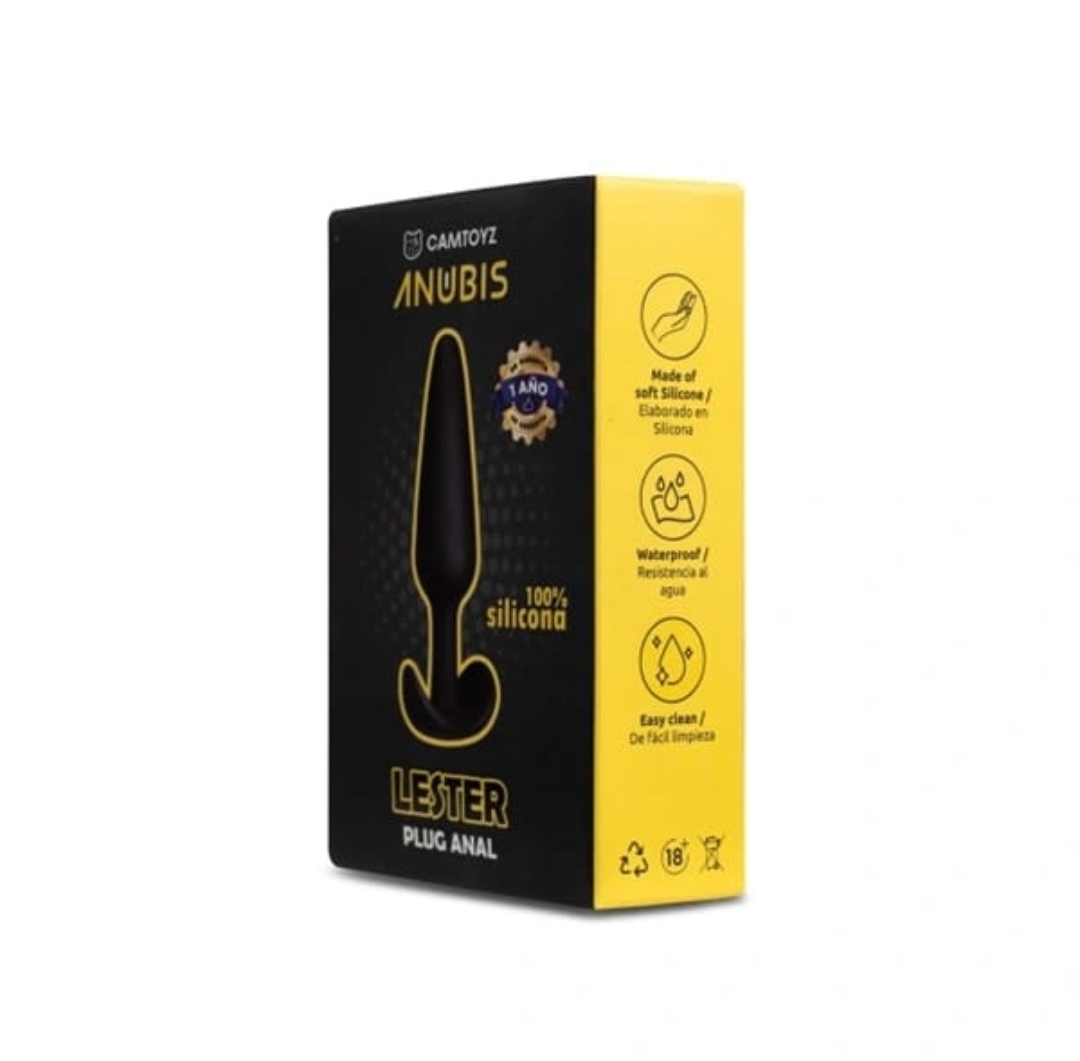 CAMTOYZ
ANUBIS
1 AÑO
100%
silicona
LESTER
PLUG ANAL
Made of
soft Silicone /
Elaborado en
Silicona
Waterproof /
Resistencia al
agua
Easy clean /
De fácil limpieza
18+